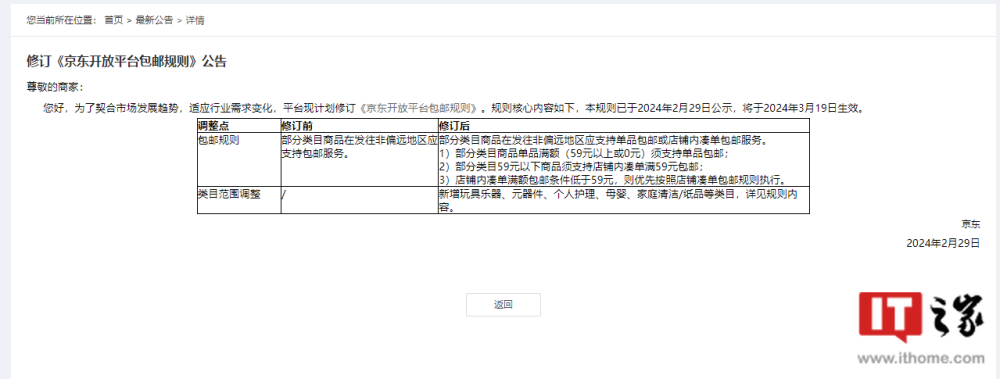 您当前所在位置： 首页 > 最新公告 > 详情
修订《京东开放平台包邮规则》公告
尊敬的商家：
您好，为了契合市场发展趋势，适应行业需求变化，平台现计划修订《京东开放平台包邮规则》。规则核心内容如下，本规则已于2024年2月29日公示，将于2024年3月19日生效。
调整点 修订前 修订后
包邮规则 部分类目商品在发往非偏远地区应 部分类目商品在发往非偏远地区应支持单品包邮或店铺内凑单包邮服务。
支持包邮服务。 1）部分类目商品单品满额（59元以上或0元）须支持单品包邮；
2）部分类目59元以下商品须支持店铺内凑单满59元包邮；
3）店铺内凑单满额包邮条件低于59元，则优先按照店铺凑单包邮规则执行。
类目范围调整 / 新增玩具乐器、元器件、个人护理、母婴、家庭清洁/纸品等类目，详见规则内
容。
京东
2024年2月29日
返回
IT之家
www.ithome.com